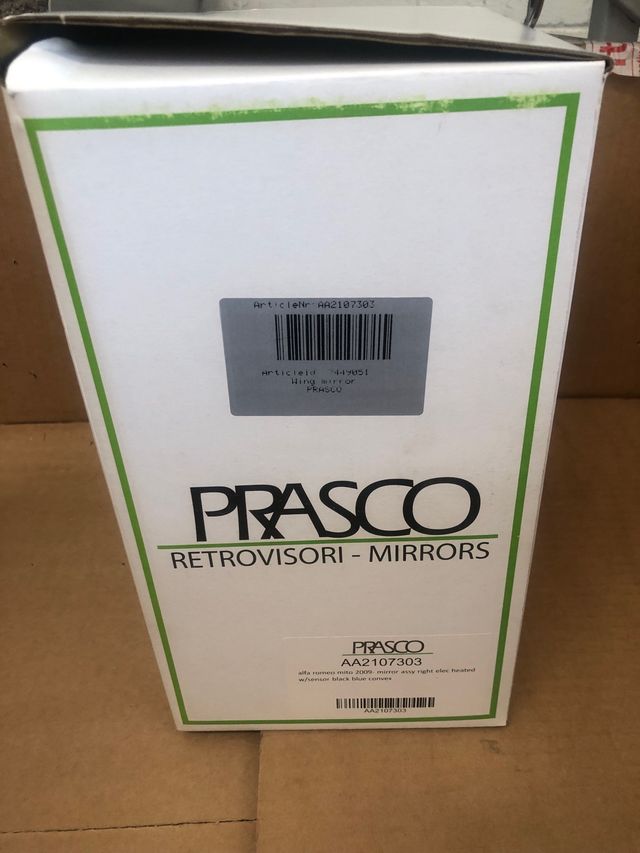 ArticleNr AA2107303
ArticleId 449051
Wing mirror
PRASCO
PRASCO
RETROVISORI - MIRRORS
PRASCO
AA2107303
alfa romeo mito 2009- mirror assy right elec heated
w/sensor black blue convex
AA2107303